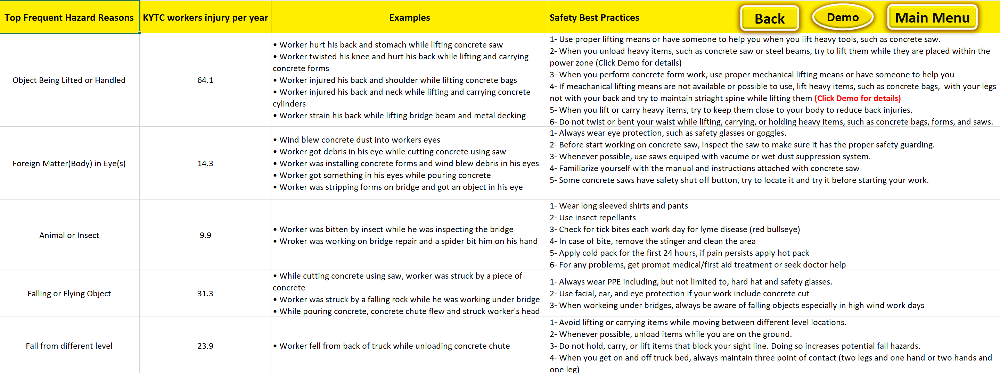 Top Frequent Hazard Reasons
KYTC workers injury per year
Examples
Safety Best Practices
Back
Demo
Main Menu
Object Being Lifted or Handled
64.1
• Worker hurt his back and stomach while lifting concrete saw
• Worker twisted his knee and hurt his back while lifting and carrying
concrete forms
• Worker injured his back and shoulder while lifting concrete bags
• Worker injured his back and neck while lifting and carrying concrete
cylinders
• Worker strain his back while lifting bridge beam and metal decking
1- Use proper lifting means or have someone to help you when you lift heavy tools, such as concrete saw.
2- When you unload heavy items, such as concrete saw or steel beams, try to lift them while they are placed within the
power zone (Click Demo for details)
3- When you perform concrete form work, use proper mechanical lifting means or have someone to help you
4- If meachanical lifting means are not available or possible to use, lift heavy items, such as concrete bags,  with your legs
not with your back and try to maintain striaght spine while lifting them (Click Demo for details)
5- When you lift or carry heavy items, try to keep them close to your body to reduce back injuries.
6- Do not twist or bent your waist while lifting, carrying, or holding heavy items, such as concrete bags, forms, and saws.
Foreign Matter(Body) in Eye(s)
14.3
• Wind blew concrete dust into workers eyes
• Worker got debris in his eye while cutting concrete using saw
• Worker was installing concrete forms and wind blew debris in his eyes
• Worker got something in his eyes while pouring concrete
• Worker was stripping forms on bridge and got an object in his eye
1- Always wear eye protection, such as safety glasses or goggles.
2- Before start working on concrete saw, inspect the saw to make sure it has the proper safety guarding.
3- Whenever possible, use saws equiped with vacume or wet dust suppression system.
4- Familiarize yourself with the manual and instructions attached with concrete saw
5- Some concrete saws have safety shut off button, try to locate it and try it before starting your work.
Animal or Insect
9.9
• Worker was bitten by insect while he was inspecting the bridge
• Wroker was working on bridge repair and a spider bit him on his hand
1- Wear long sleeved shirts and pants
2- Use insect repellants
3- Check for tick bites each work day for lyme disease (red bullseye)
4- In case of bite, remove the stinger and clean the area
5- Apply cold pack for the first 24 hours, if pain persists apply hot pack
6- For any problems, get prompt medical/first aid treatment or seek doctor help
Falling or Flying Object
31.3
• While cutting concrete using saw, worker was struck by a piece of
concrete
• Worker was struck by a falling rock while he was working under bridge
• While pouring concrete, concrete chute flew and struck worker's head
1- Always wear PPE including, but not limited to, hard hat and safety glasses.
2- Use facial, ear, and eye protection if your work include concrete cut
3- When workeing under bridges, always be aware of falling objects especially in high wind work days
Fall from different level
23.9
• Worker fell from back of truck while unloading concrete chute
1- Avoid lifting or carrying items while moving between different level locations.
2- Whenever possible, unload items while you are on the ground.
3- Do not hold, carry, or lift items that block your sight line. Doing so increases potential fall hazards.
4- When you get on and off truck bed, always maintain three point of contact (two legs and one hand or two hands and
one leg)